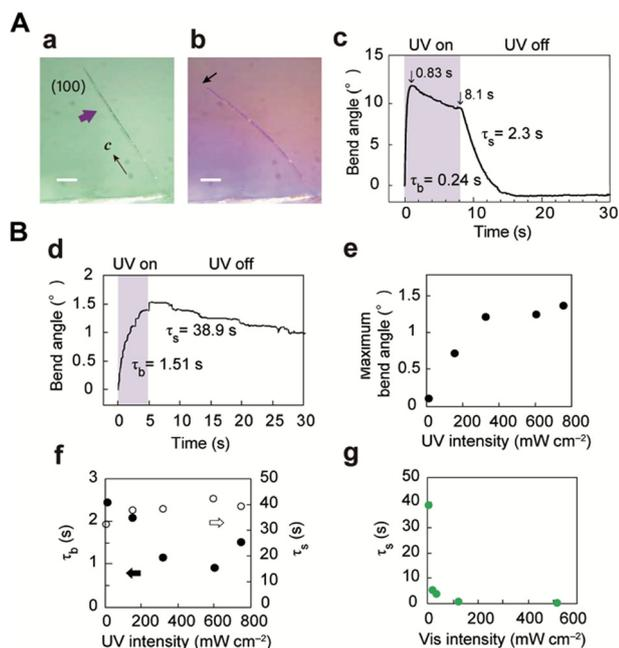 A
a
b
c
(100)
c
UV on
UV off
Bend angle (°)
15
10
5
0
0.83 s
8.1 s
τs = 2.3 s
τb = 0.24 s
0
10
20
30
Time (s)
B
d
UV on
UV off
Bend angle (°)
2
1.5
1
0.5
0
τs = 38.9 s
τb = 1.51 s
0
5
10
15
20
25
30
Time (s)
e
Maximum
bend angle (°)
1.5
1
0.5
0
0
200
400
600
800
UV intensity (mW cm−2)
f
τb (s)
3
2
1
0
50
40
30
20
10
0
τs (s)
0
200
400
600
800
UV intensity (mW cm−2)
g
τs (s)
50
40
30
20
10
0
0
200
400
600
Vis intensity (mW cm−2)